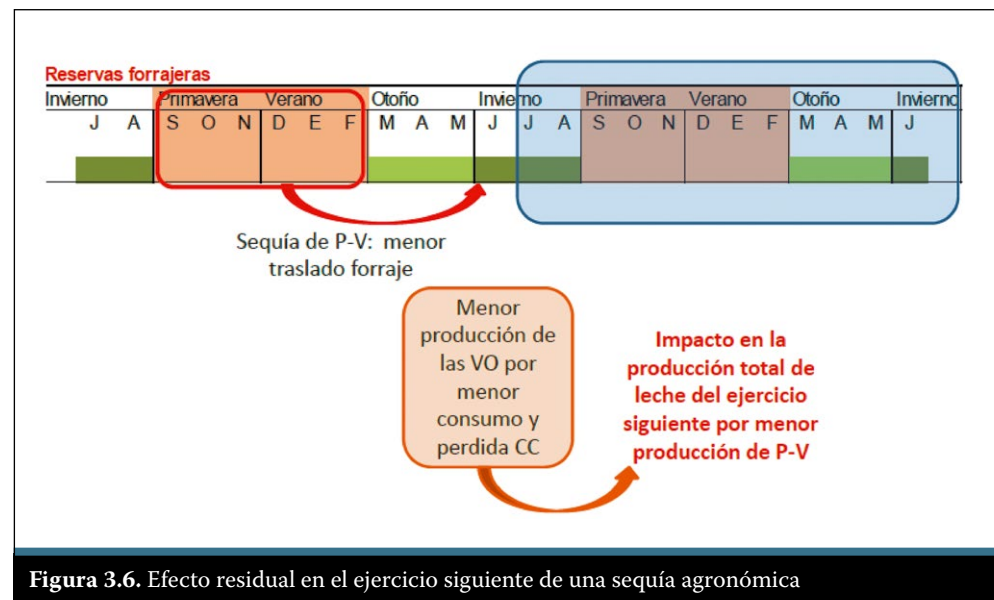 Reservas forrajeras
Invierno Primavera Verano Otoño Invierno Primavera Verano Otoño Invierno
J A S O N D E F M A M J J A S O N D E F M A M J
Sequía de P-V: menor
traslado forraje
Menor
producción de
las VO por
menor
consumo y
perdida CC
Impacto en la
producción total de
leche del ejercicio
siguiente por menor
producción de P-V
Figura 3.6. Efecto residual en el ejercicio siguiente de una sequía agronómica